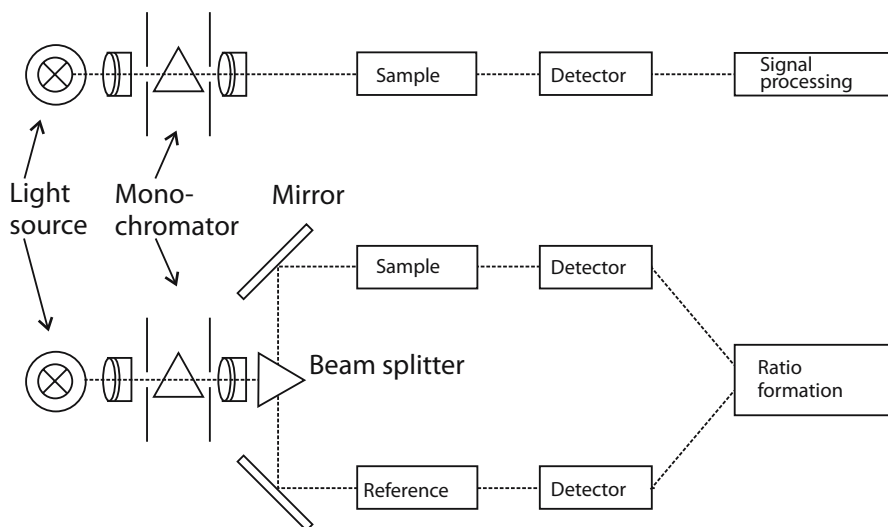 Sample
Detector
Signal
processing
Light
source
Mono-
chromator
Mirror
Sample
Detector
Beam splitter
Ratio
formation
Reference
Detector